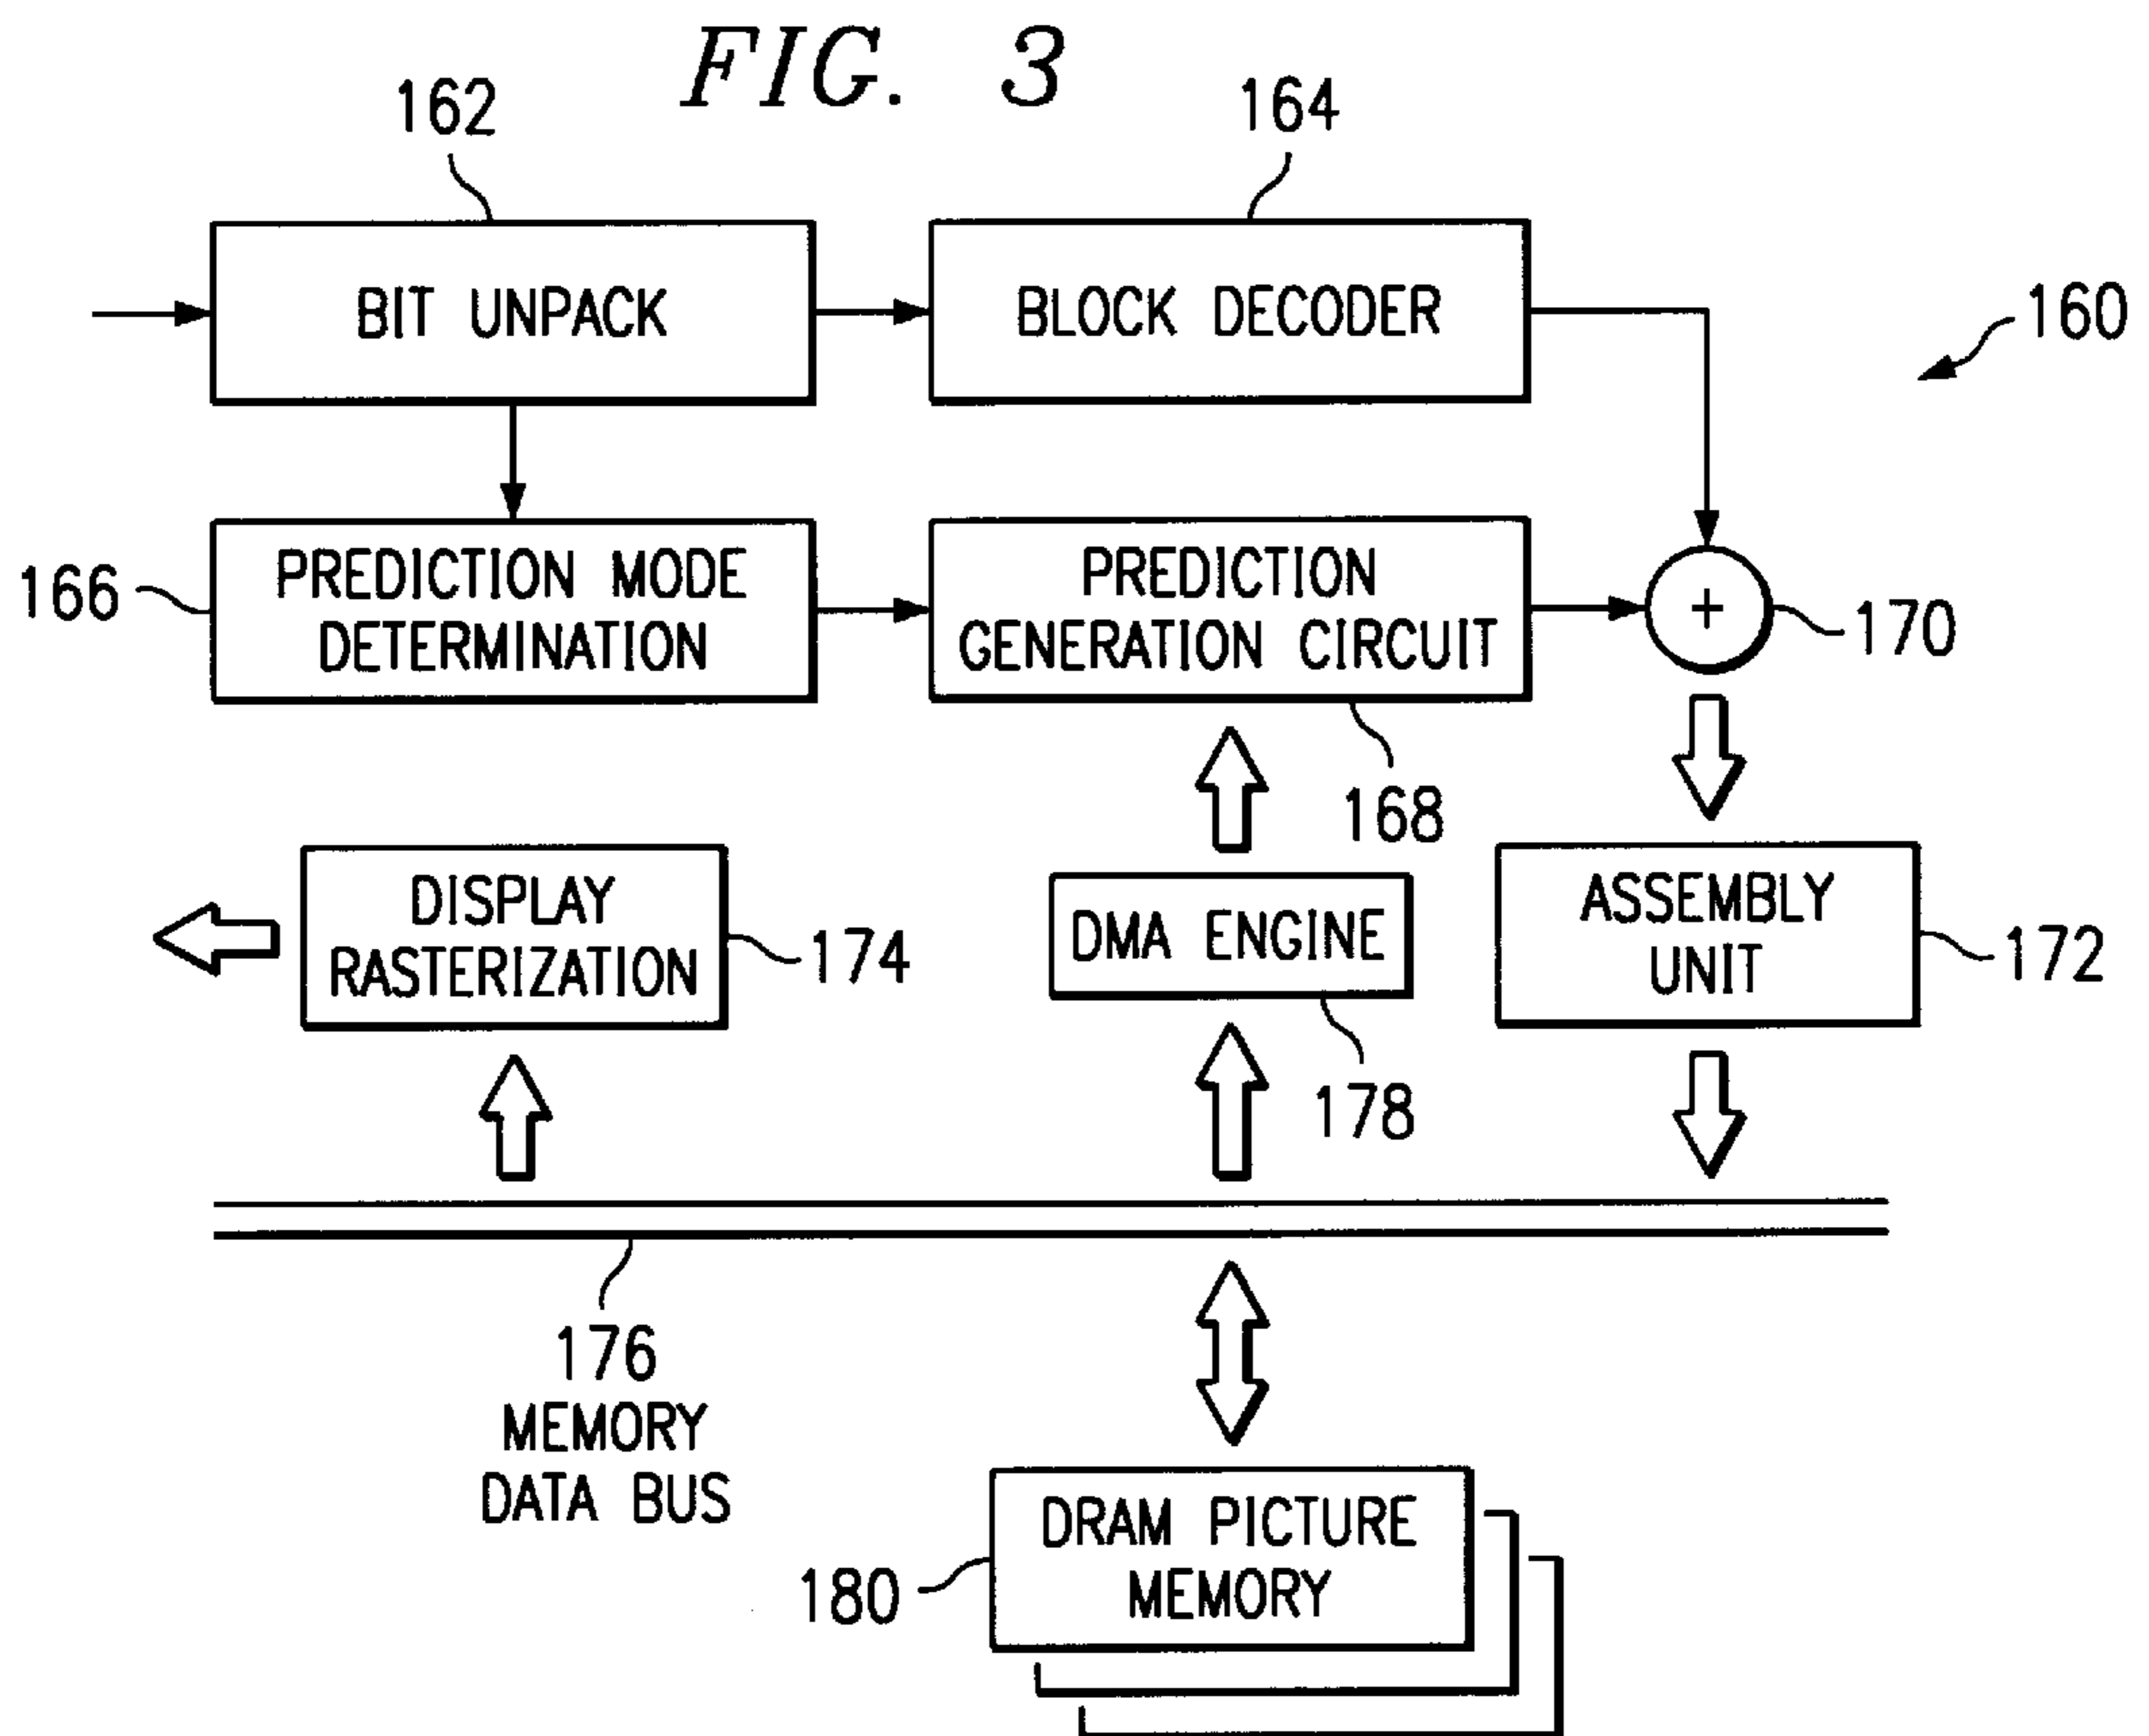 FIG. 3
162
164
BIT UNPACK
BLOCK DECODER
160
166
PREDICTION MODE
DETERMINATION
PREDICTION
GENERATION CIRCUIT
+
170
168
DISPLAY
RASTERIZATION
174
DMA ENGINE
178
ASSEMBLY
UNIT
172
176
MEMORY
DATA BUS
DRAM PICTURE
MEMORY
180